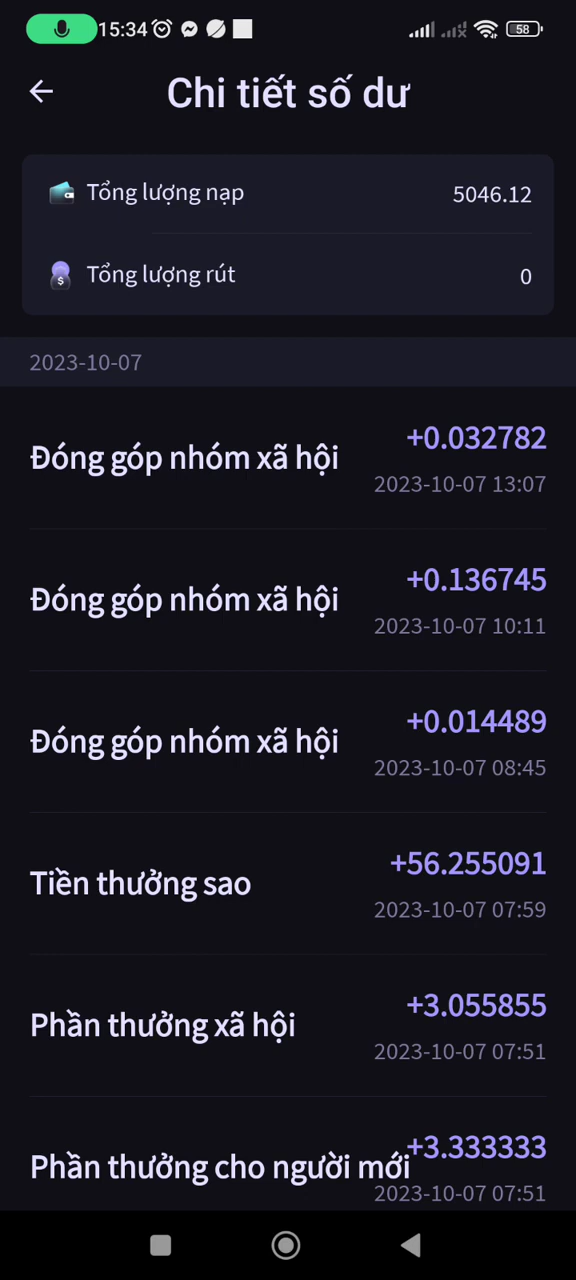 15:34
58
Chi tiết số dư
Tổng lượng nạp 5046.12
Tổng lượng rút 0
2023-10-07
Đóng góp nhóm xã hội +0.032782
2023-10-07 13:07
Đóng góp nhóm xã hội +0.136745
2023-10-07 10:11
Đóng góp nhóm xã hội +0.014489
2023-10-07 08:45
Tiền thưởng sao +56.255091
2023-10-07 07:59
Phần thưởng xã hội +3.055855
2023-10-07 07:51
Phần thưởng cho người mới +3.333333
2023-10-07 07:51